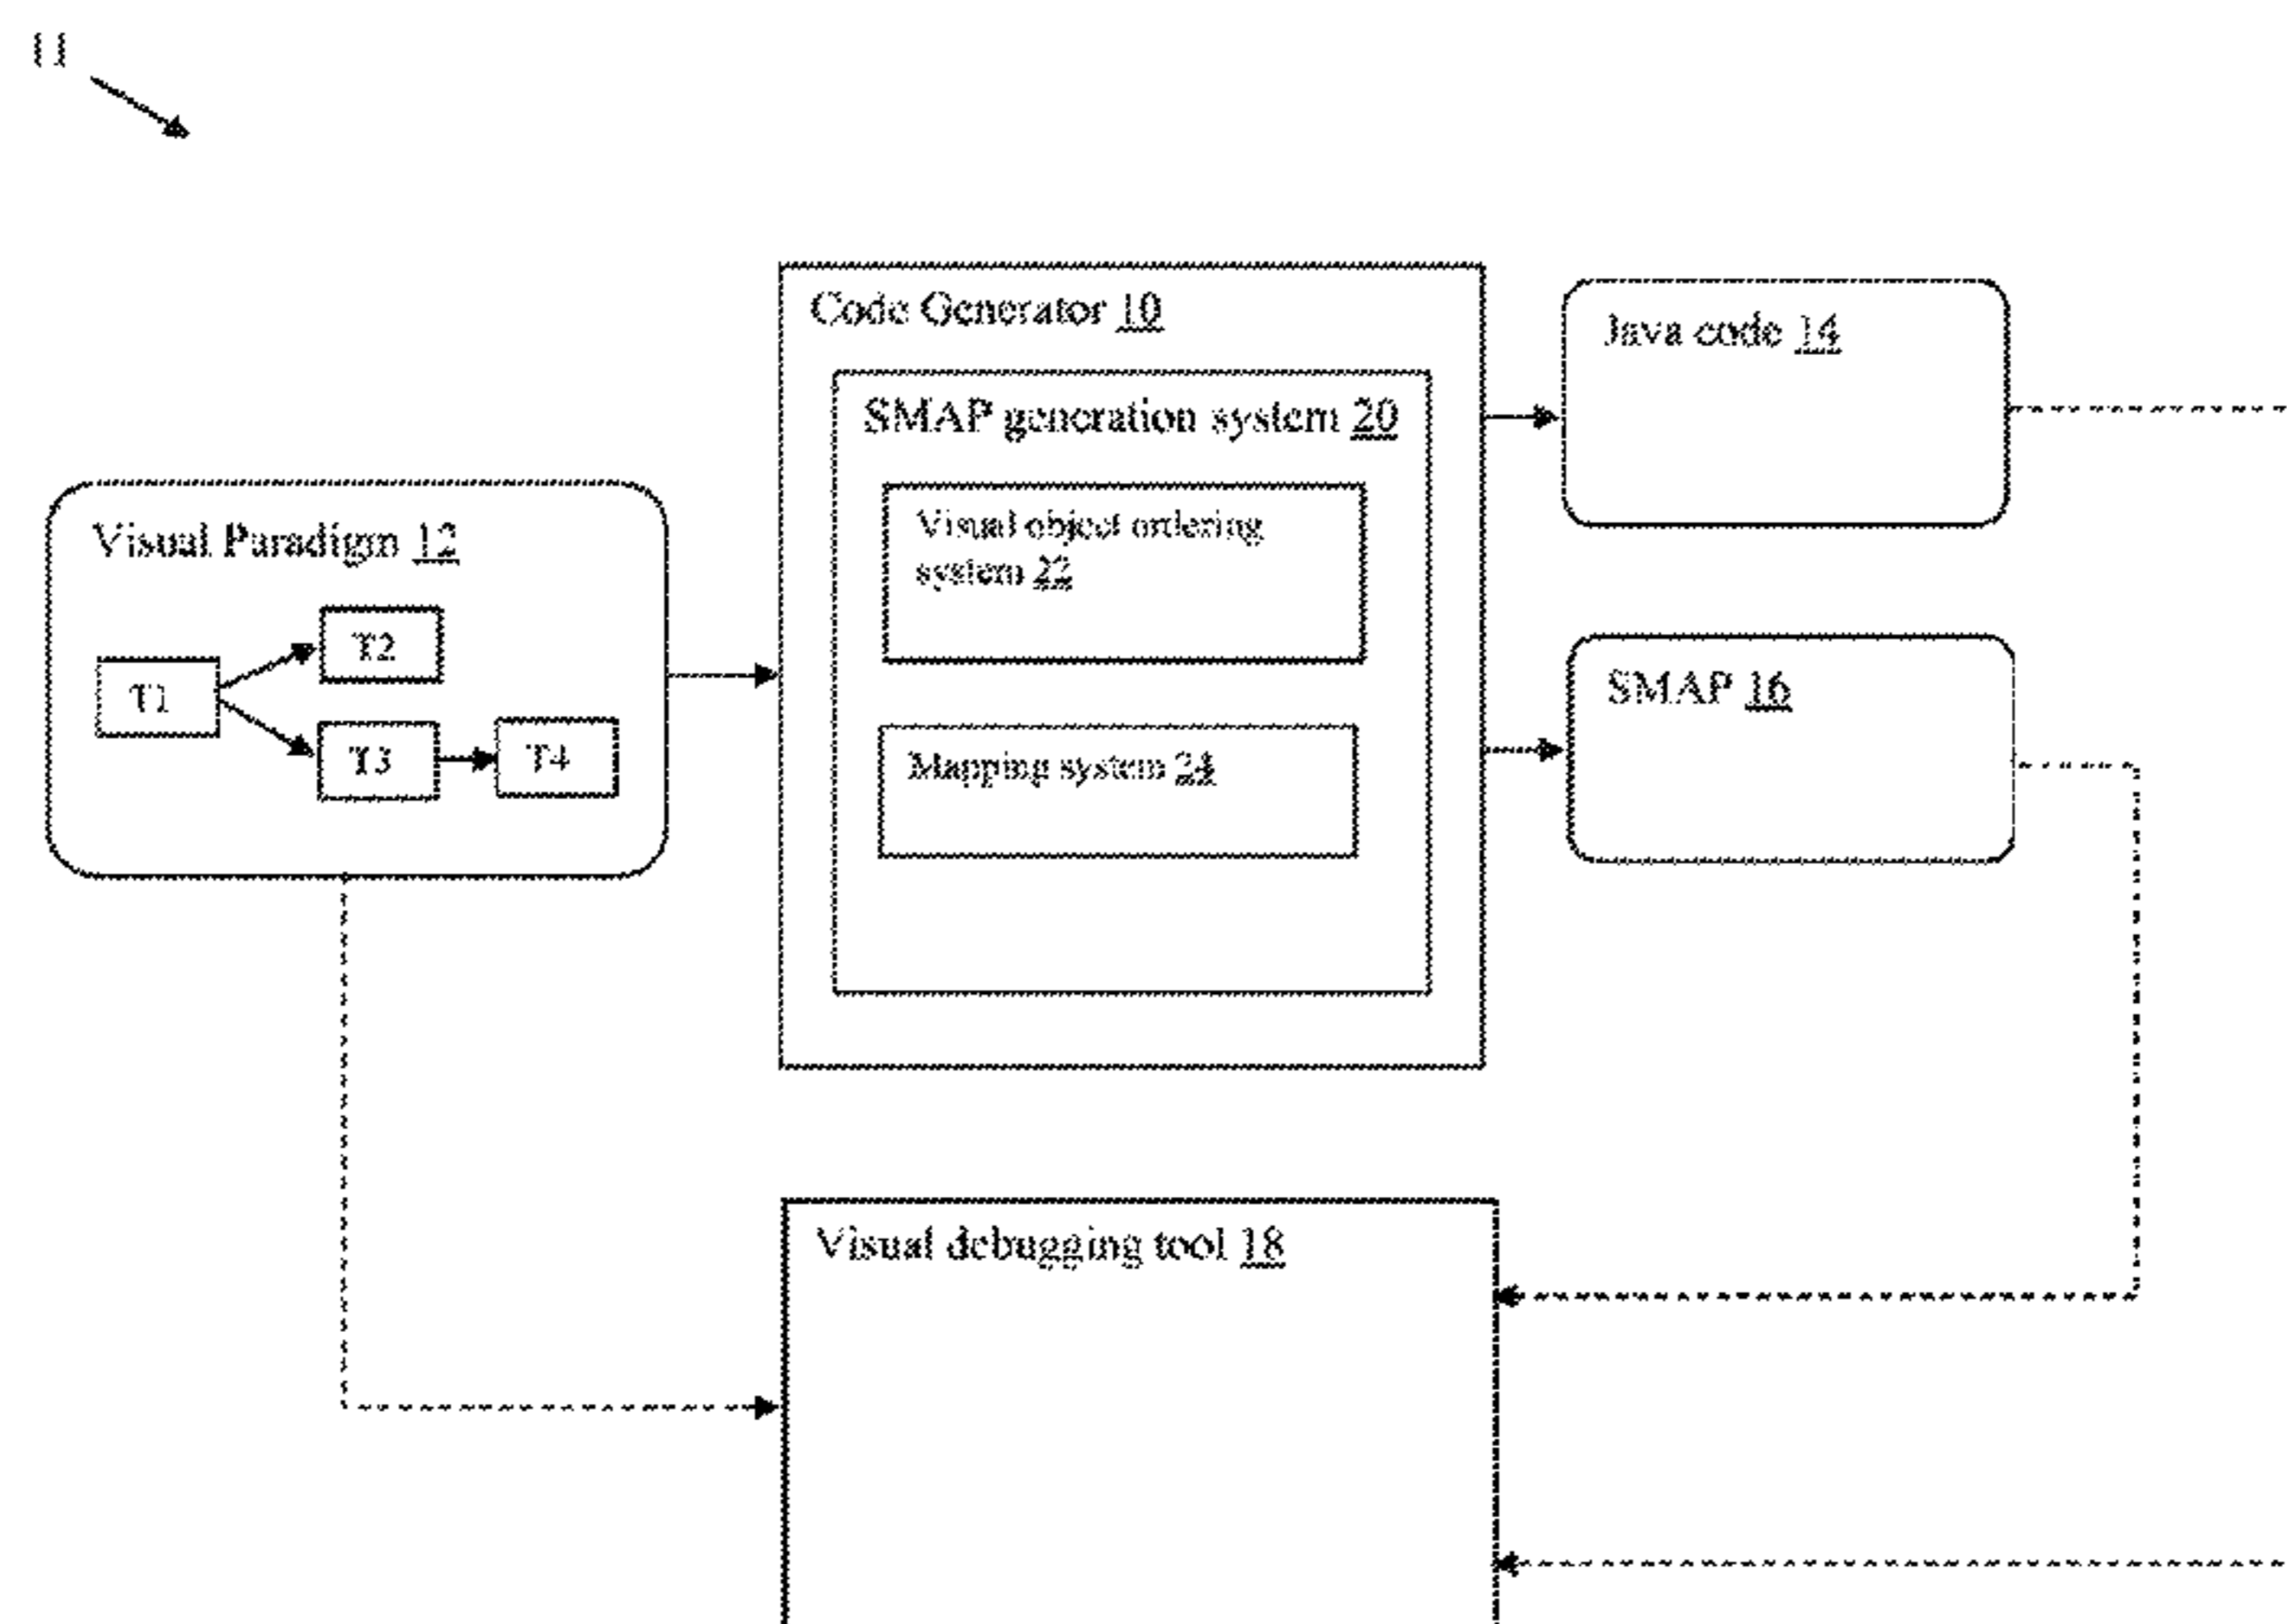 11
Code Generator 10
Java code 14
SMAP generation system 20
Visual object ordering
system 22
Visual Paradigm 12
T2
T1
T3
T4
SMAP 16
Mapping system 24
Visual debugging tool 18